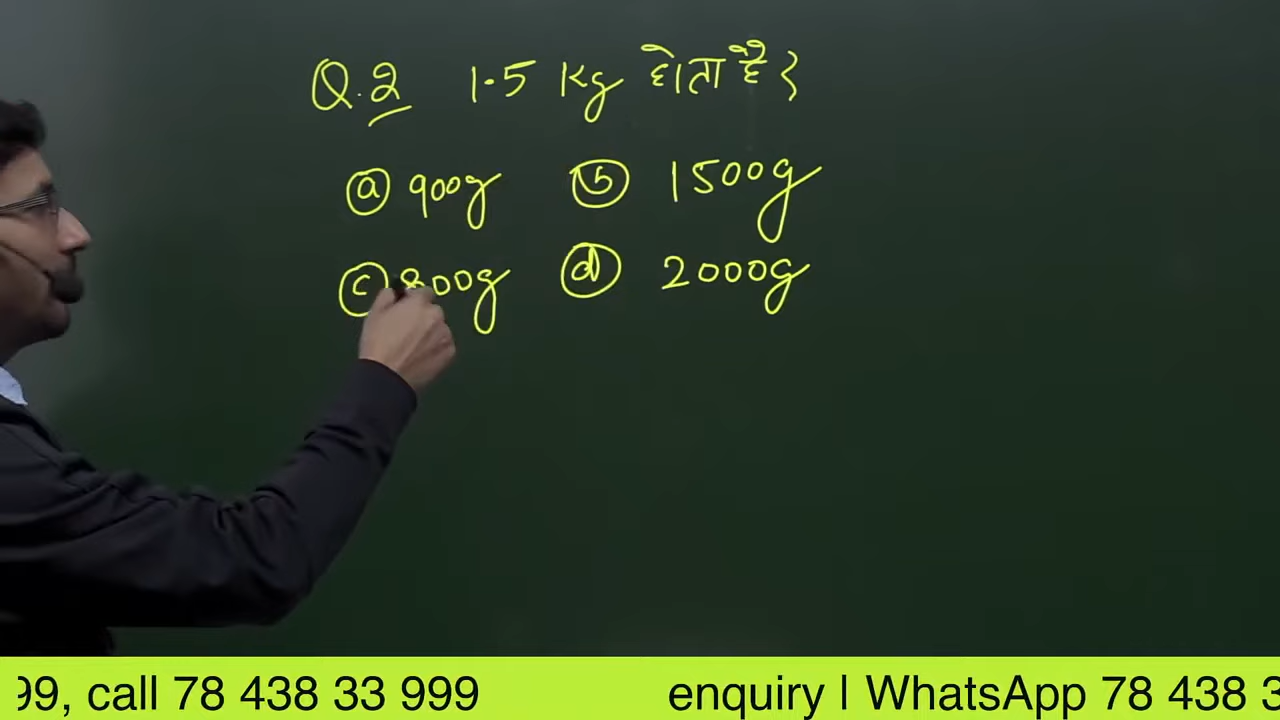 Q.2 1.5 Kg होता है ?
(a) 900g (b) 1500g
(c) 800g (d) 2000g
99, call 78 438 33 999 enquiry | WhatsApp 78 438 3